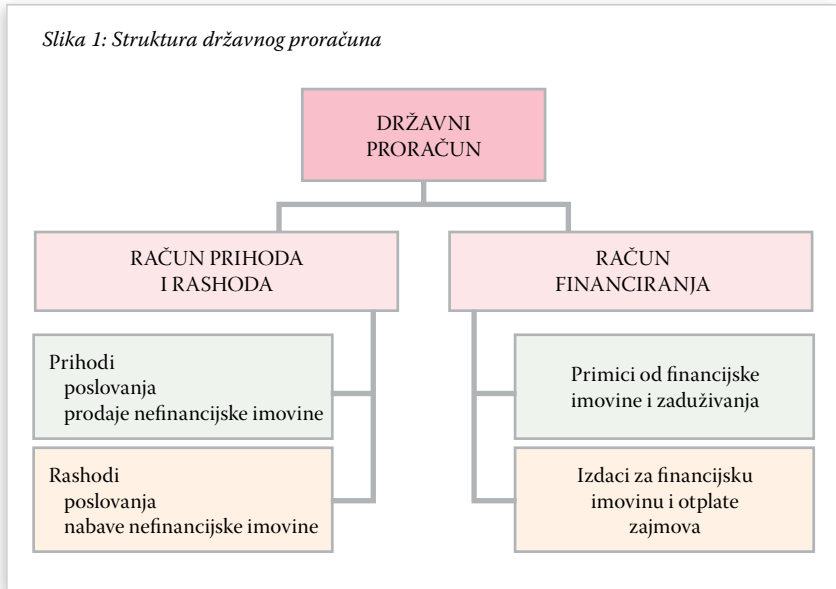 Slika 1: Struktura državnog proračuna
DRŽAVNI
PRORAČUN
RAČUN PRIHODA
I RASHODA
Prihodi
poslovanja
prodaje nefinancijske imovine
Rashodi
poslovanja
nabave nefinancijske imovine
RAČUN
FINANCIRANJA
Primici od financijske
imovine i zaduživanja
Izdaci za financijsku
imovinu i otplate
zajmova